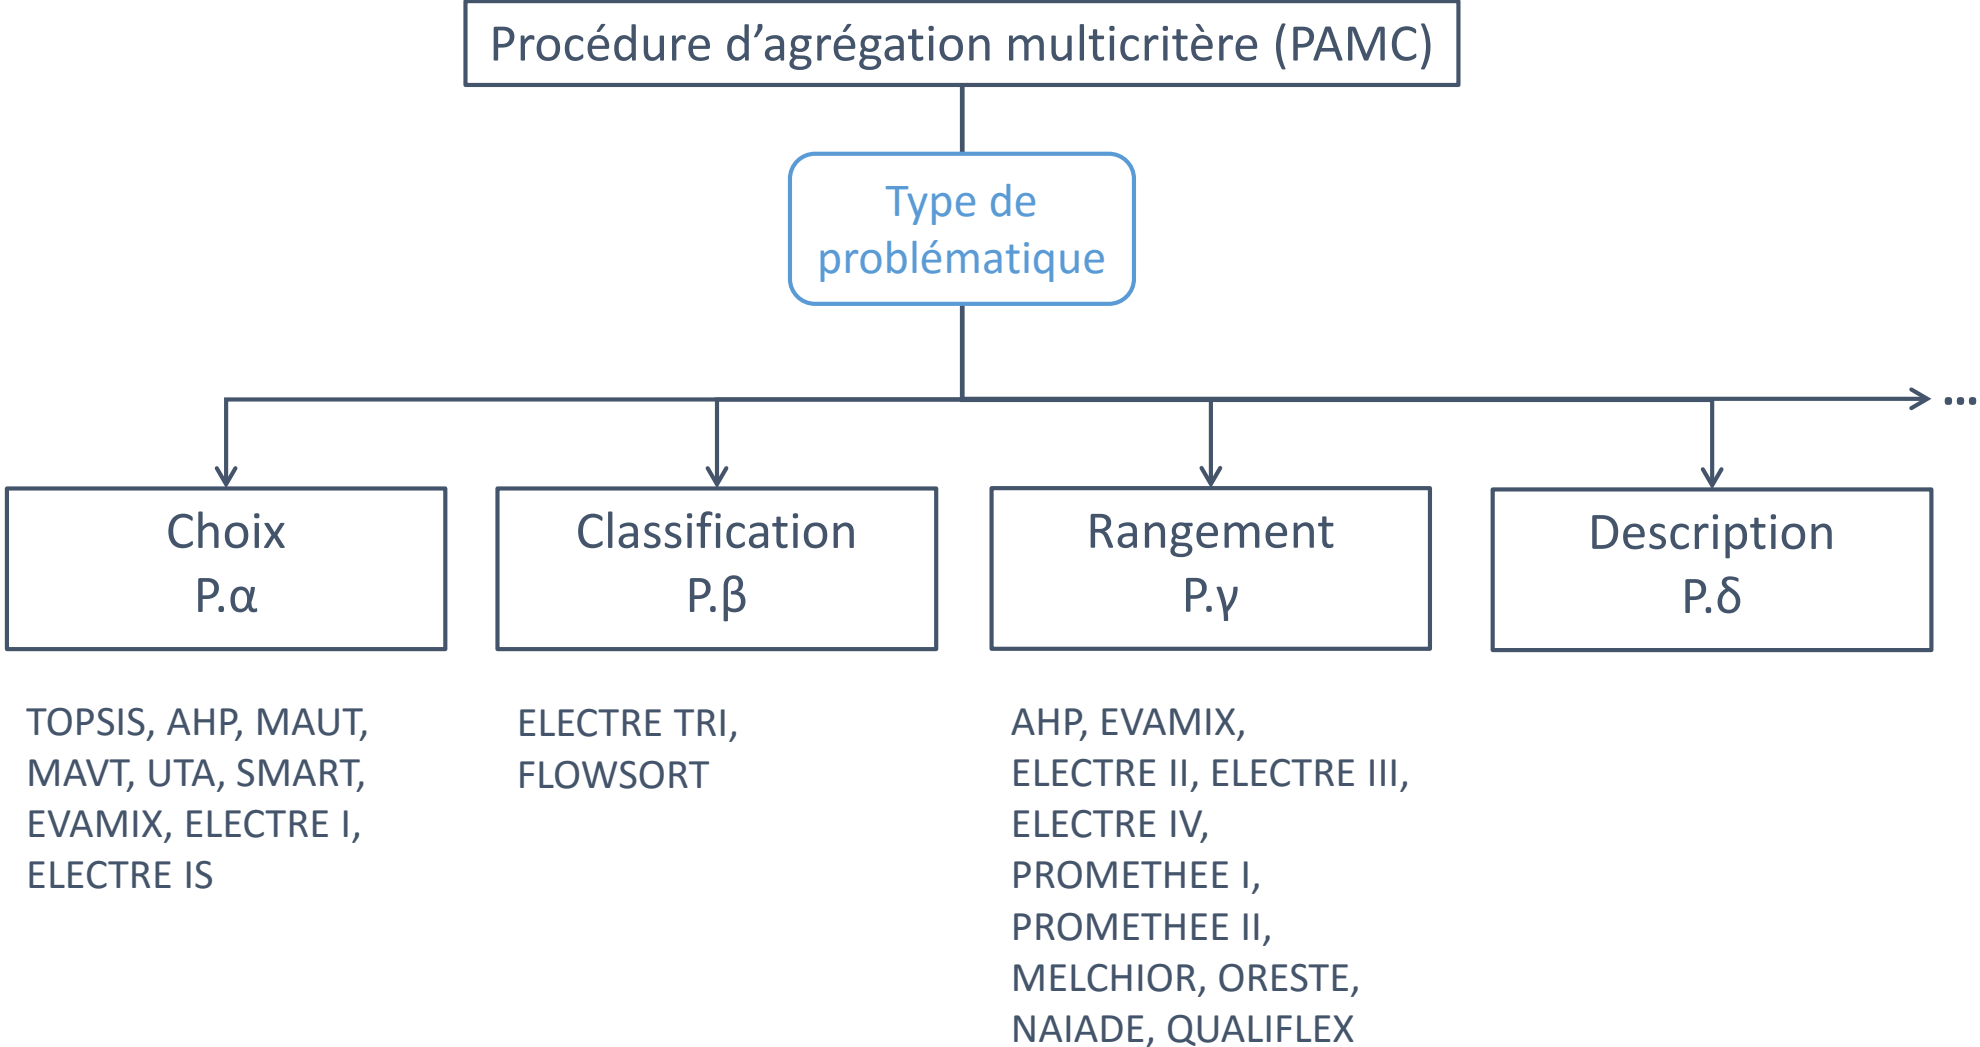 Procédure d’agrégation multicritère (PAMC)
Type de
problématique
...
Choix
P.α
Classification
P.β
Rangement
P.γ
Description
P.δ
TOPSIS, AHP, MAUT,
MAVT, UTA, SMART,
EVAMIX, ELECTRE I,
ELECTRE IS
ELECTRE TRI,
FLOWSORT
AHP, EVAMIX,
ELECTRE II, ELECTRE III,
ELECTRE IV,
PROMETHEE I,
PROMETHEE II,
MELCHIOR, ORESTE,
NAIADE, QUALIFLEX